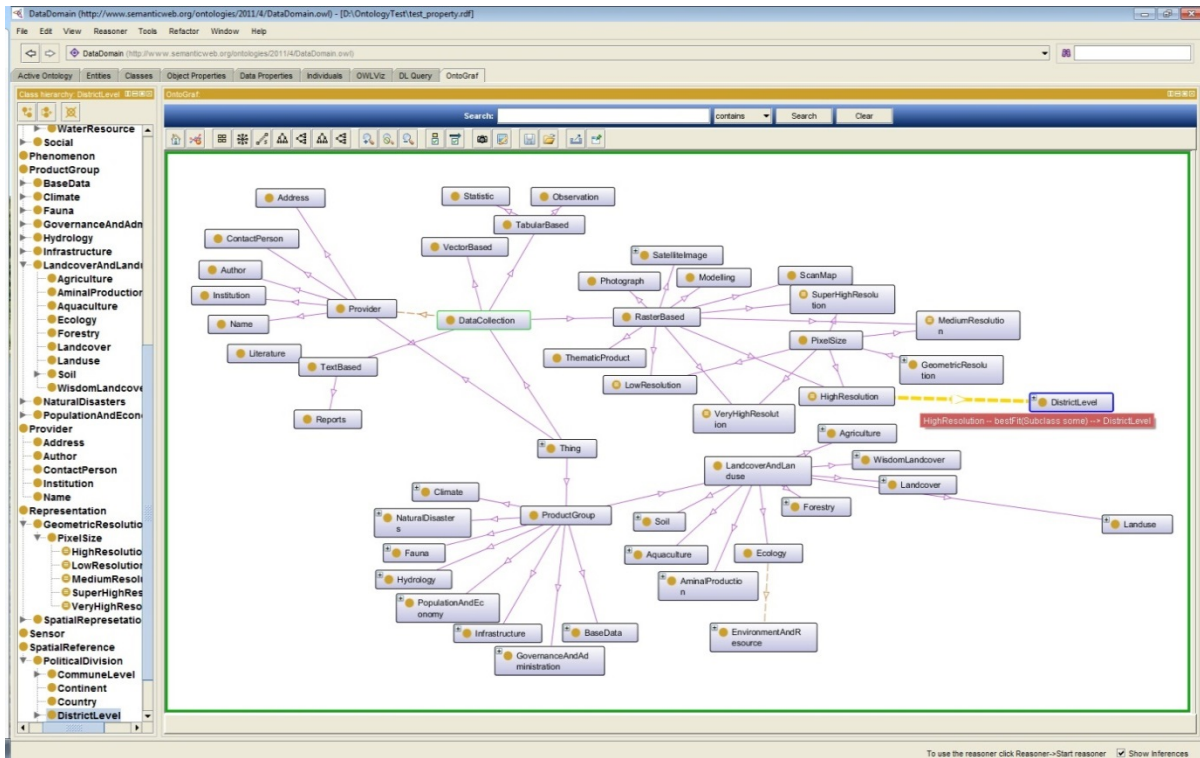 DataDomain (http://www.semanticweb.org/ontologies/2011/4/DataDomain.owl) - [D:\OntologyTest\test_property.rdf]
File Edit View Reasoner Tools Refactor Window Help
DataDomain (http://www.semanticweb.org/ontologies/2011/4/DataDomain.owl)
Active Ontology Entities Classes Object Properties Data Properties Individuals OWLViz DL Query OntoGraf
Class hierarchy: DistrictLevel
WaterResource
Social
Phenomenon
ProductGroup
BaseData
Climate
Fauna
GovernanceAndAdm
Hydrology
Infrastructure
LandcoverAndLand
Agriculture
AminalProduction
Aquaculture
Ecology
Forestry
Landcover
Landuse
Soil
WisdomLandcove
NaturalDisasters
PopulationAndEcon
Provider
Address
Author
ContactPerson
Institution
Name
Representation
GeometricResolutio
PixelSize
HighResolutio
LowResolution
MediumResol
SuperHighRes
VeryHighReso
SpatialRepresetatio
Sensor
SpatialReference
PoliticalDivision
CommuneLevel
Continent
Country
DistrictLevel
OntoGraf:
Search: contains Search Clear
Address
Statistic
Observation
TabularBased
ContactPerson
VectorBased
SatelliteImage
Author
Photograph
Modelling
ScanMap
Institution
SuperHighResolu
tion
Provider
DataCollection
RasterBased
MediumResolutio
n
Name
PixelSize
Literature
TextBased
ThematicProduct
GeometricResolu
tion
LowResolution
HighResolution
DistrictLevel
Reports
VeryHighResolut
ion
HighResolution -- bestFit(Subclass some) --> DistrictLevel
Agriculture
Thing
LandcoverAndLan
duse
WisdomLandcover
Climate
Landcover
NaturalDisaster
s
ProductGroup
Soil
Forestry
Landuse
Fauna
Aquaculture
Ecology
Hydrology
AminalProductio
n
PopulationAndEc
onomy
Infrastructure
BaseData
EnvironmentAndR
esource
GovernanceAndAd
ministration
To use the reasoner click Reasoner->Start reasoner Show Inferences